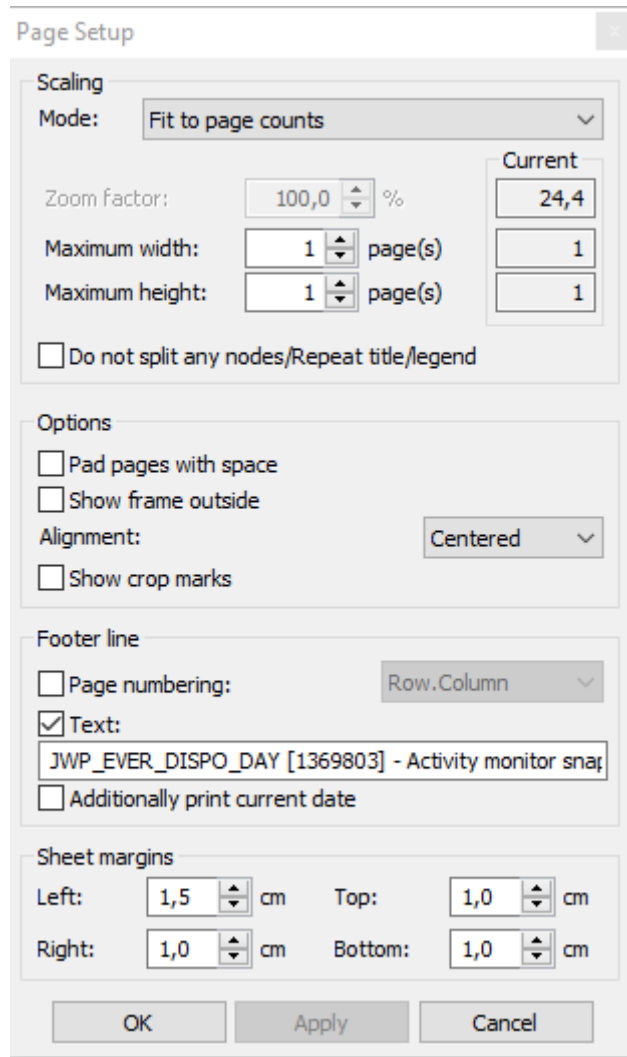 Page Setup
x
Scaling
Mode: Fit to page counts
Current
Zoom factor: 100,0 % 24,4
Maximum width: 1 page(s) 1
Maximum height: 1 page(s) 1
Do not split any nodes/Repeat title/legend
Options
Pad pages with space
Show frame outside
Alignment: Centered
Show crop marks
Footer line
Page numbering: Row.Column
Text:
JWP_EVER_DISPO_DAY [1369803] - Activity monitor snap
Additionally print current date
Sheet margins
Left: 1,5 cm Top: 1,0 cm
Right: 1,0 cm Bottom: 1,0 cm
OK Apply Cancel